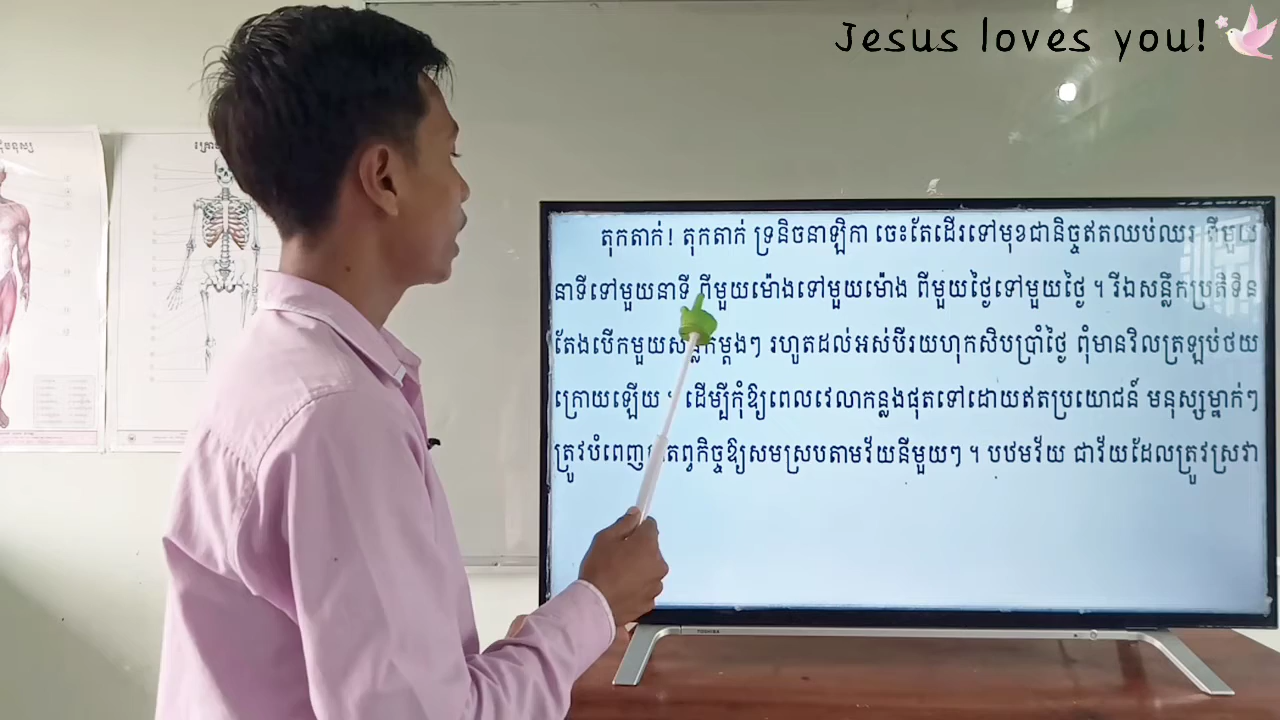 Jesus loves you!
តុកតាក់! តុកតាក់ ទ្រនិចនាឡិកា ចេះតែដើរទៅមុខជានិច្ចឥតឈប់ឈរ ពីមួយ
នាទីទៅមួយនាទី ពីមួយម៉ោងទៅមួយម៉ោង ពីមួយថ្ងៃទៅមួយថ្ងៃ ។ រីឯសន្លឹកប្រតិទិន
តែងបើកមួយសន្លឹកម្តងៗ រហូតដល់អស់បីរយហុកសិបប្រាំថ្ងៃ ពុំមានវិលត្រឡប់ថយ
ក្រោយឡើយ ។ ដើម្បីកុំឱ្យពេលវេលាកន្លងផុតទៅដោយឥតប្រយោជន៍ មនុស្សម្នាក់ៗ
ត្រូវបំពេញ ឱ្យសមស្របតាមវ័យនីមួយៗ ។ បឋមវ័យ ជាវ័យដែលត្រូវស្រវា
TOSHIBA